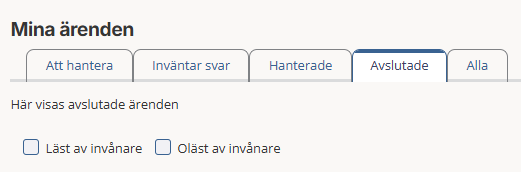 Mina ärenden
Att hantera Inväntar svar Hanterade Avslutade Alla
Här visas avslutade ärenden
Läst av invånare Oläst av invånare